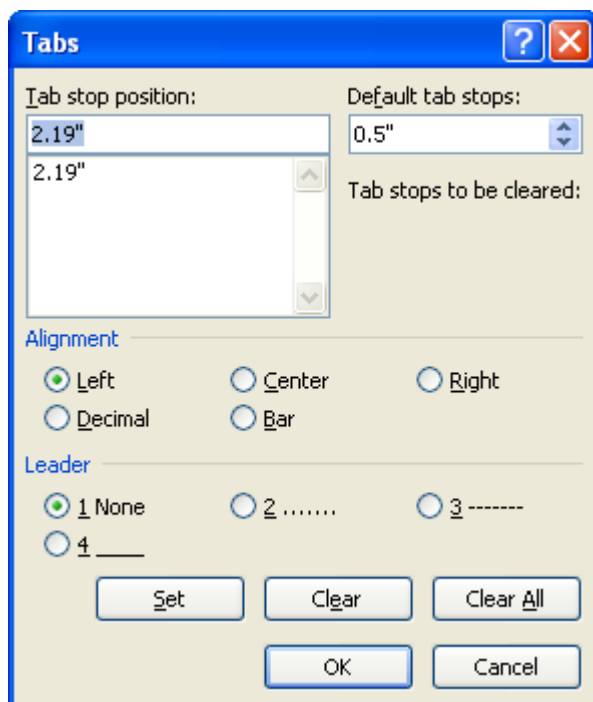 Tabs
Tab stop position: Default tab stops:
2.19" 0.5"
2.19"
Tab stops to be cleared:
Alignment
Left Center Right
Decimal Bar
Leader
1 None 2 ....... 3 -------
4 ____
Set Clear Clear All
OK Cancel